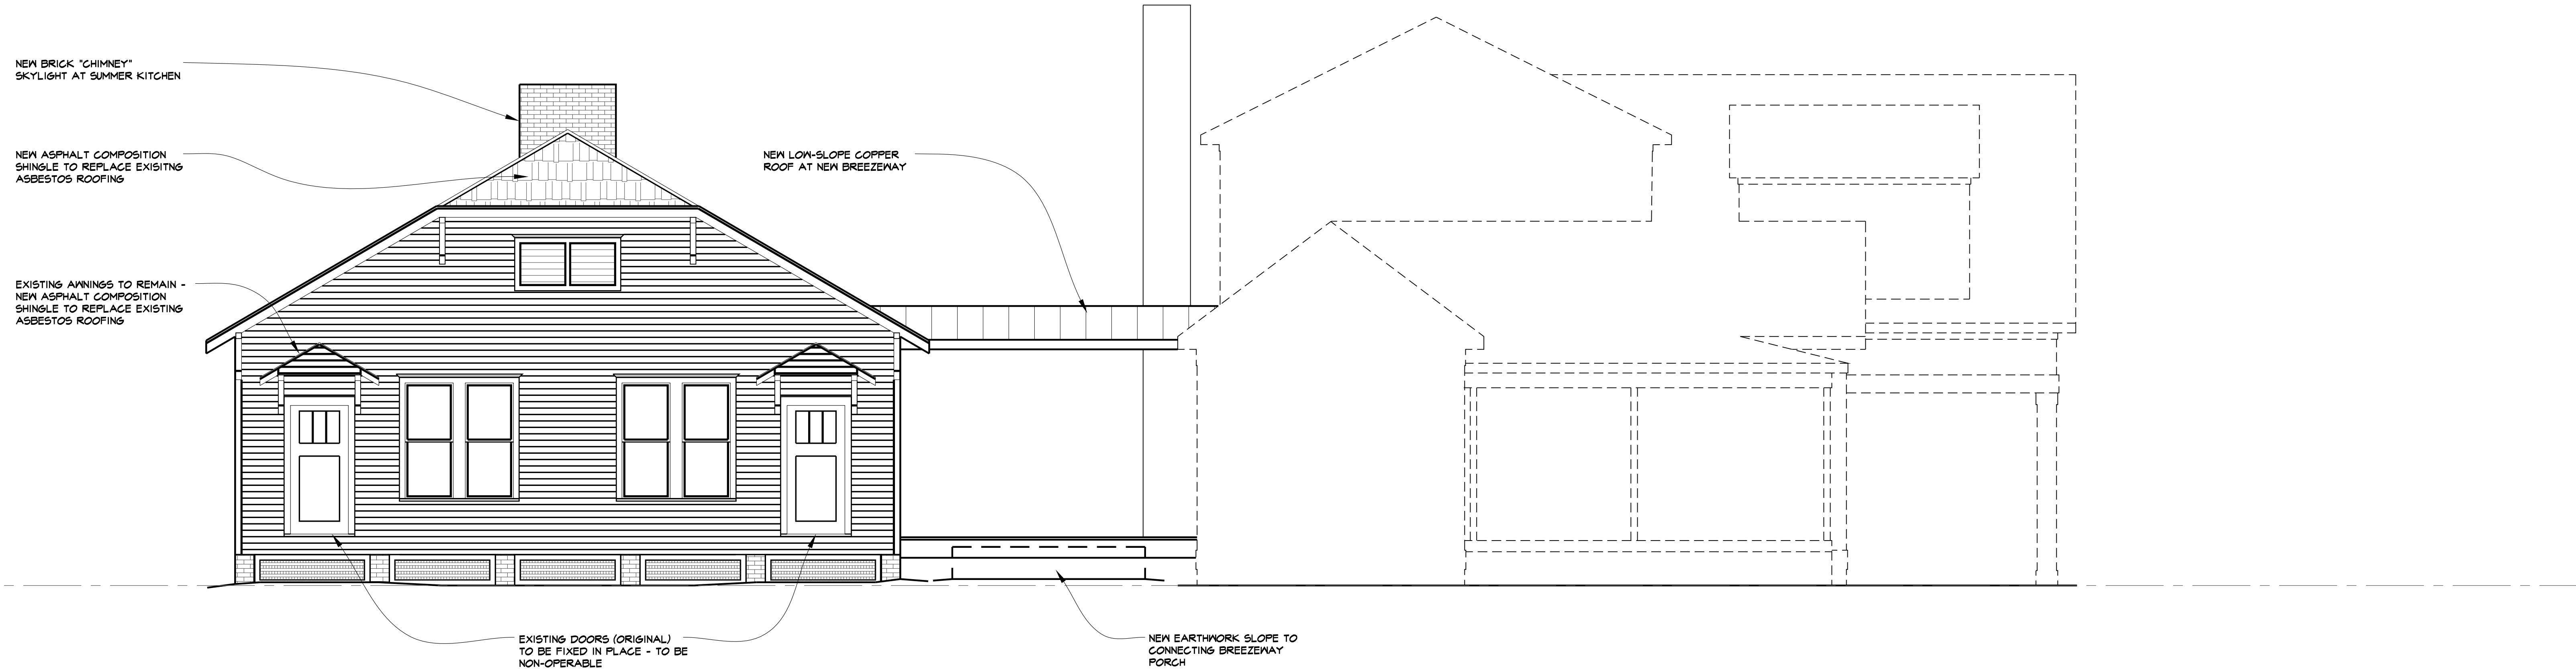 NEW BRICK "CHIMNEY"
SKYLIGHT AT SUMMER KITCHEN
NEW ASPHALT COMPOSITION
SHINGLE TO REPLACE EXISITNG
ASBESTOS ROOFING
NEW LOW-SLOPE COPPER
ROOF AT NEW BREEZEWAY
EXISTING AWNINGS TO REMAIN -
NEW ASPHALT COMPOSITION
SHINGLE TO REPLACE EXISTING
ASBESTOS ROOFING
EXISTING DOORS (ORIGINAL)
TO BE FIXED IN PLACE - TO BE
NON-OPERABLE
NEW EARTHWORK SLOPE TO
CONNECTING BREEZEWAY
PORCH